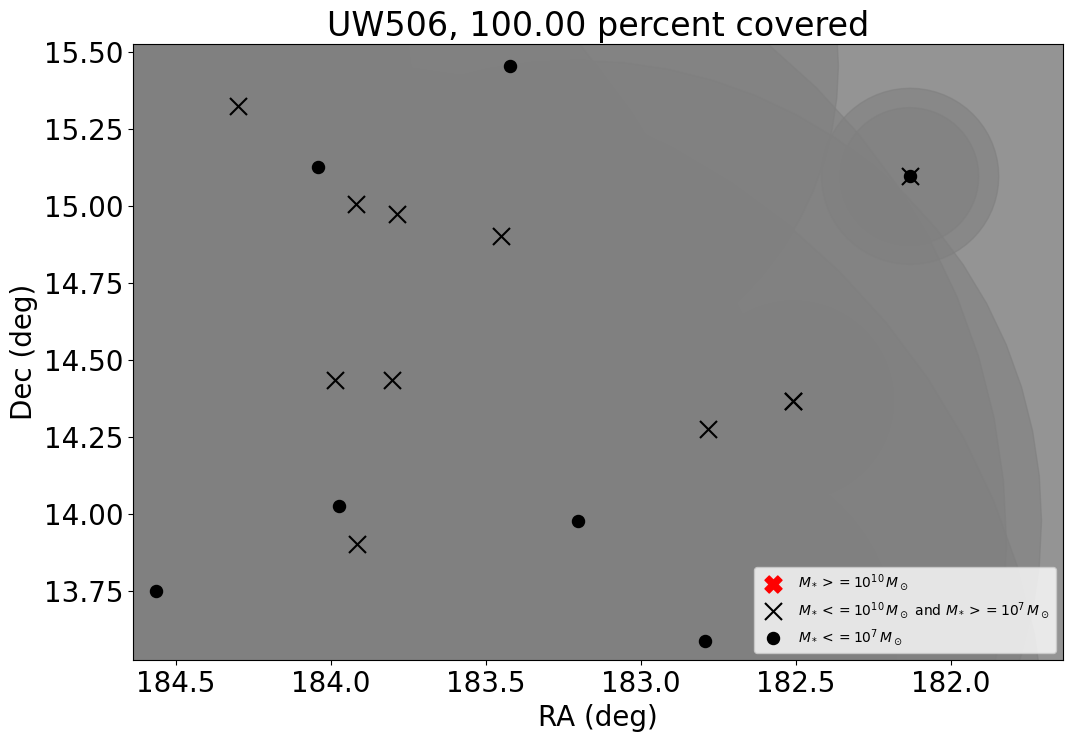 UW506, 100.00 percent covered
15.50
15.25
15.00
14.75
14.50
14.25
14.00
13.75
Dec (deg)
M* >= 10^10 M⊙
M* <= 10^10 M⊙ and M* >= 10^7 M⊙
M* <= 10^7 M⊙
184.5 184.0 183.5 183.0 182.5 182.0
RA (deg)